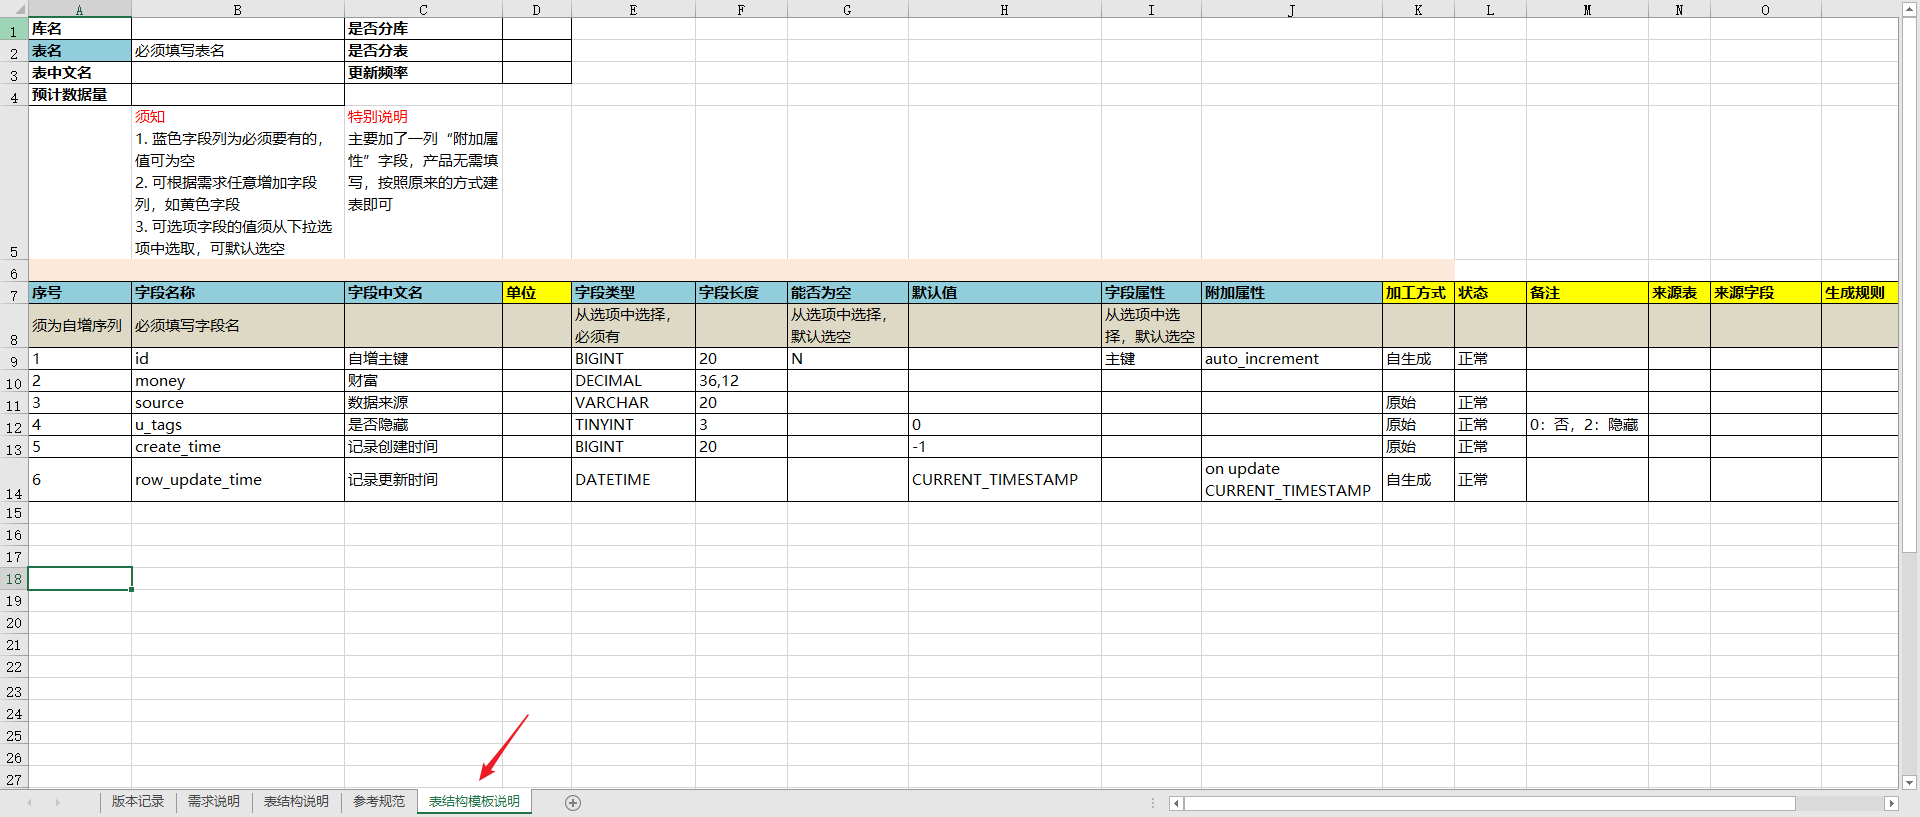 A B C D E F G H I J K L M N O
1 库名 是否分库
2 表名 必须填写表名 是否分表
3 表中文名 更新频率
4 预计数据量
须知 特别说明
1. 蓝色字段列为必须要有的， 主要加了一列“附加属
值可为空 性”字段，产品无需填
2. 可根据需求任意增加字段 写，按照原来的方式建
列，如黄色字段 表即可
3. 可选项字段的值须从下拉选
5 项中选取，可默认选空
6
7 序号 字段名称 字段中文名 单位 字段类型 字段长度 能否为空 默认值 字段属性 附加属性 加工方式 状态 备注 来源表 来源字段 生成规则
须为自增序列 必须填写字段名 从选项中选择， 从选项中选择， 从选项中选
8 必须有 默认选空 择，默认选空
9 1 id 自增主键 BIGINT 20 N 主键 auto_increment 自生成 正常
10 2 money 财富 DECIMAL 36,12
11 3 source 数据来源 VARCHAR 20 原始 正常
12 4 u_tags 是否隐藏 TINYINT 3 0 原始 正常 0：否，2：隐藏
13 5 create_time 记录创建时间 BIGINT 20 -1 原始 正常
6 row_update_time 记录更新时间 DATETIME CURRENT_TIMESTAMP on update 自生成 正常
14 CURRENT_TIMESTAMP
15
16
17
18
19
20
21
22
23
24
25
26
27
版本记录 需求说明 表结构说明 参考规范 表结构模板说明